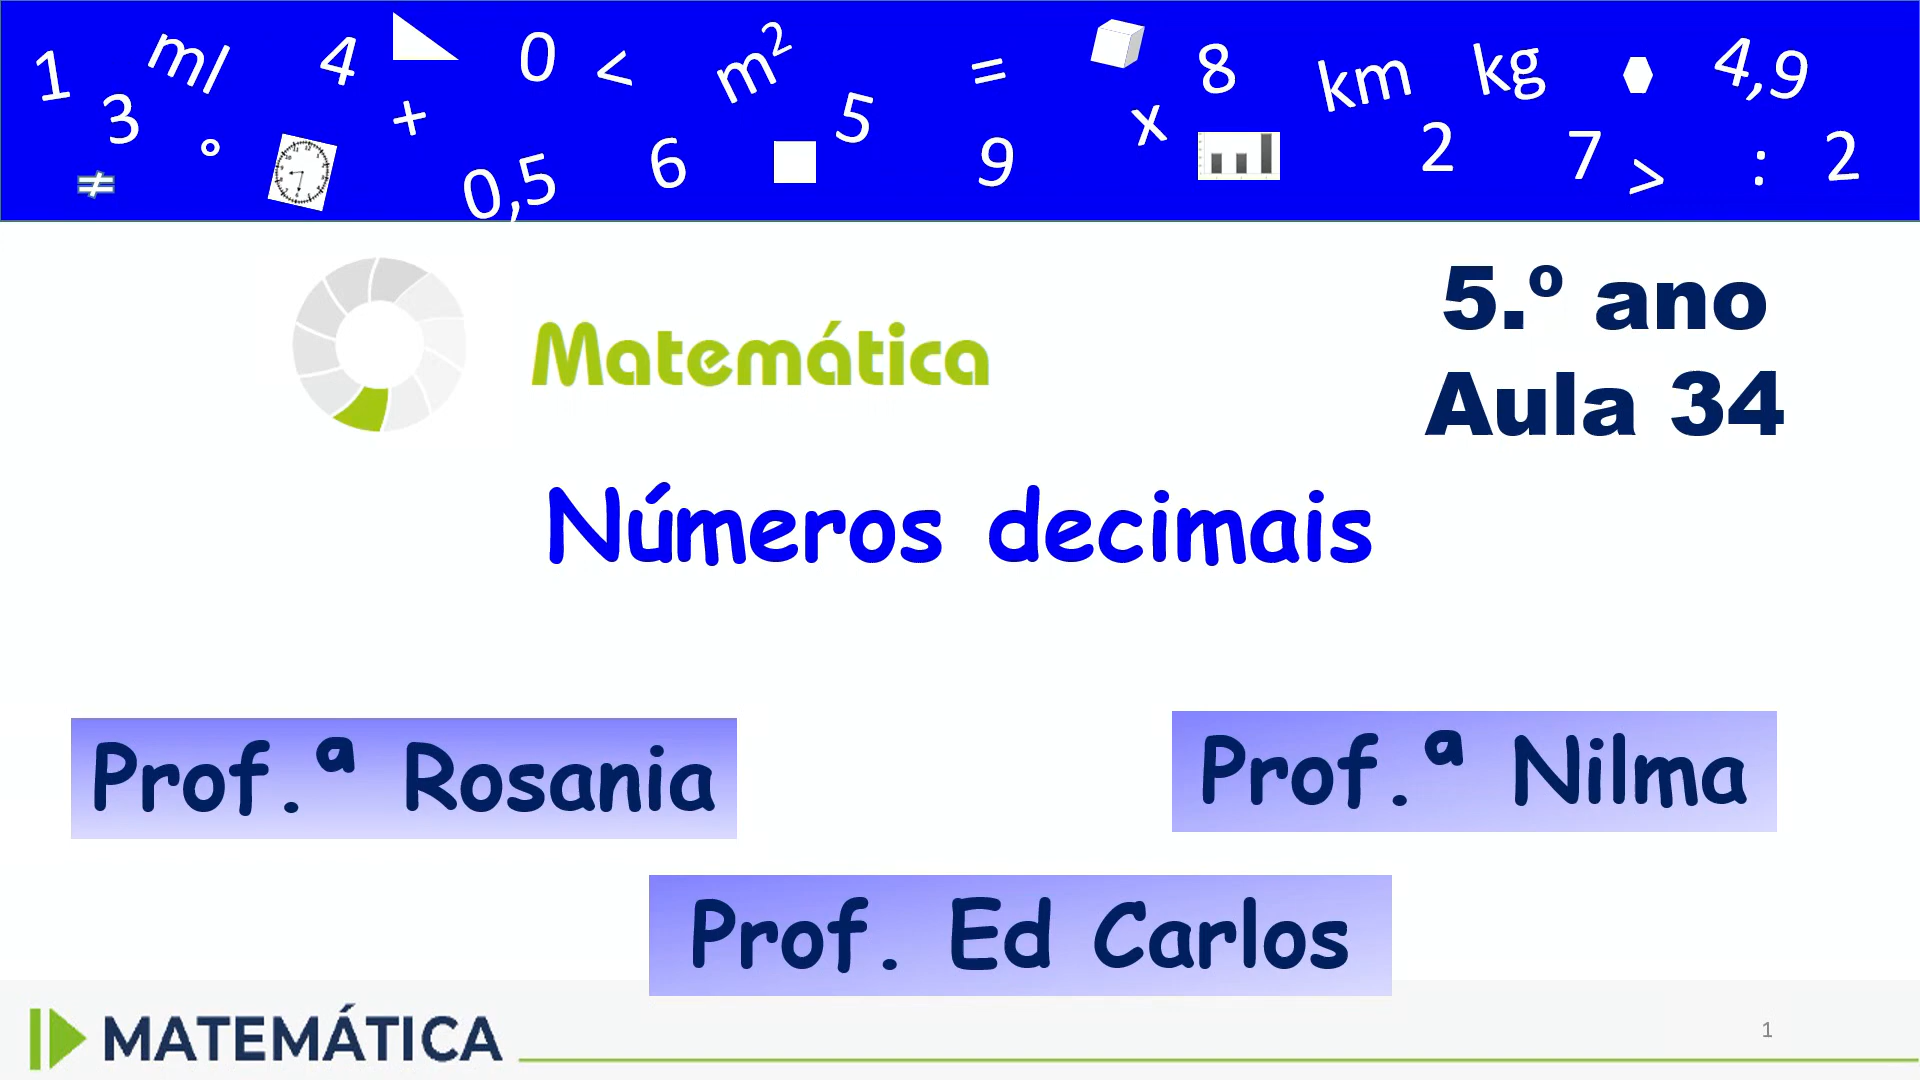 1 ml 4 0 < m² = 8 km kg 4,9
3 + 5 x 2
≠ ° 0,5 6 9 7 > : 2
5.º ano
Matemática
Aula 34
Números decimais
Prof.ª Rosania
Prof.ª Nilma
Prof. Ed Carlos
MATEMÁTICA
1